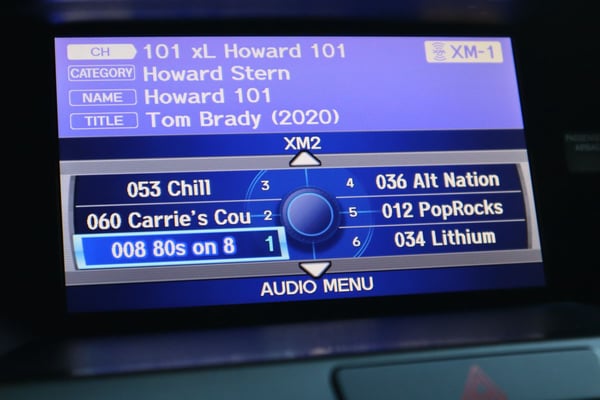 CH 101 xL Howard 101 XM-1
CATEGORY Howard Stern
NAME Howard 101
TITLE Tom Brady (2020)
XM2
053 Chill 3 4 036 Alt Nation
060 Carrie's Cou 2 5 012 PopRocks
008 80s on 8 1 6 034 Lithium
AUDIO MENU